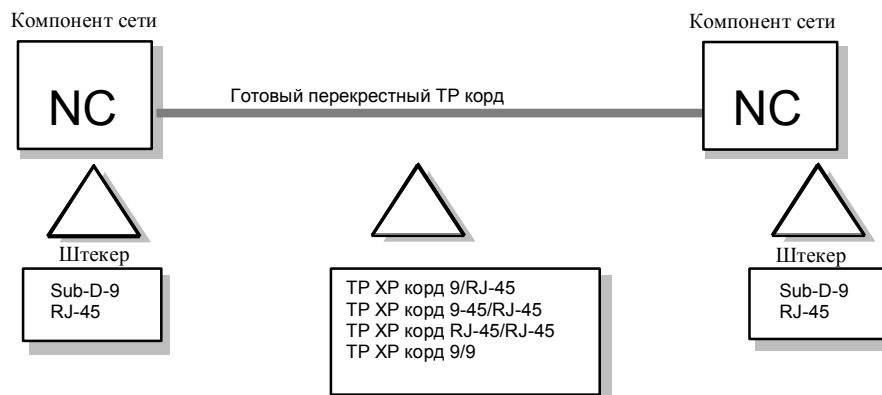 Компонент сети
Компонент сети
NC
Готовый перекрестный ТР корд
NC
Штекер
Штекер
Sub-D-9
RJ-45
ТР ХР корд 9/RJ-45
ТР ХР корд 9-45/RJ-45
ТР ХР корд RJ-45/RJ-45
ТР ХР корд 9/9
Sub-D-9
RJ-45